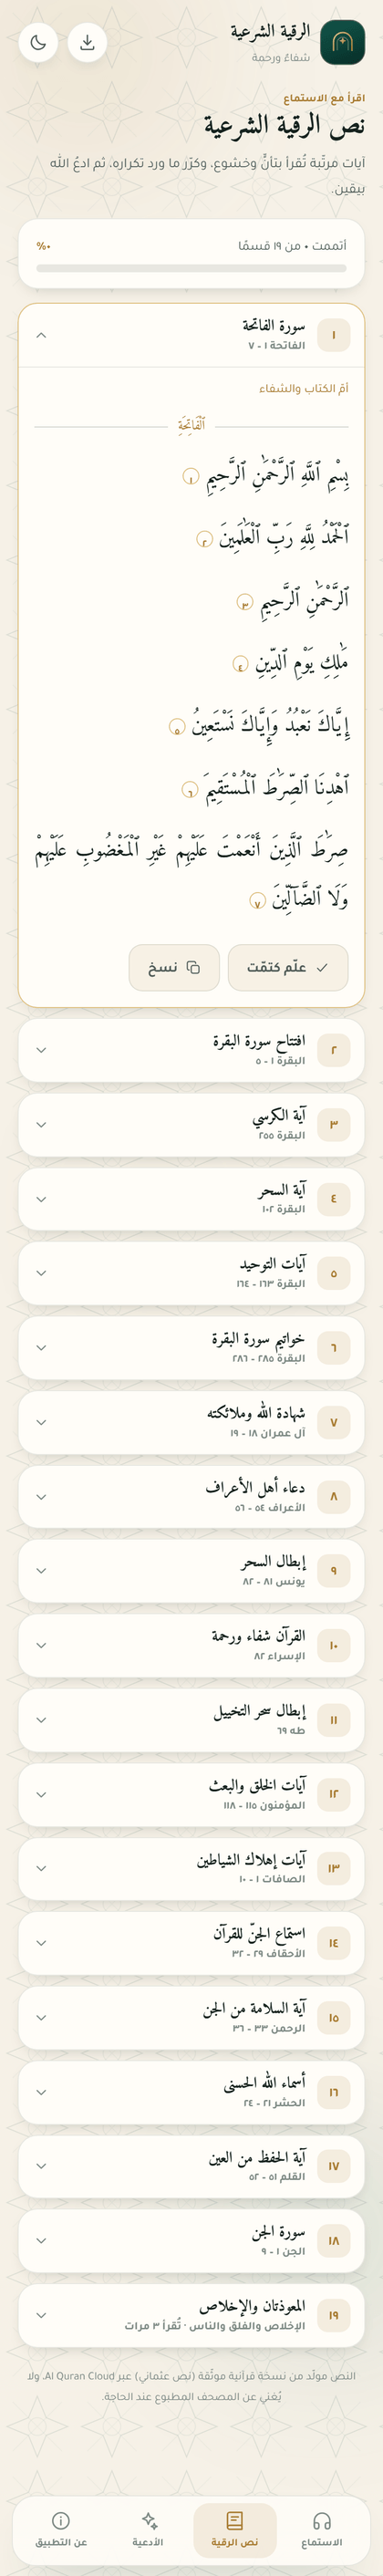 الرقية الشرعية
شفاءٌ ورحمة
اقرأ مع الاستماع
نص الرقية الشرعية
آيات مرتّبة تُقرأ بتأنٍّ وخشوع، وكرّر ما ورد تكراره، ثم ادعُ الله
بيقين.
أتممت ٠ من ١٩ قسمًا
٠%
١
سورة الفاتحة
الفاتحة ١ - ٧
أمّ الكتاب والشفاء
ٱلْفَاتِحَةِ
بِسْمِ ٱللَّهِ ٱلرَّحْمَٰنِ ٱلرَّحِيمِ ١
ٱلْحَمْدُ لِلَّهِ رَبِّ ٱلْعَٰلَمِينَ ٢
ٱلرَّحْمَٰنِ ٱلرَّحِيمِ ٣
مَٰلِكِ يَوْمِ ٱلدِّينِ ٤
إِيَّاكَ نَعْبُدُ وَإِيَّاكَ نَسْتَعِينُ ٥
ٱهْدِنَا ٱلصِّرَٰطَ ٱلْمُسْتَقِيمَ ٦
صِرَٰطَ ٱلَّذِينَ أَنْعَمْتَ عَلَيْهِمْ غَيْرِ ٱلْمَغْضُوبِ عَلَيْهِمْ
وَلَا ٱلضَّآلِّينَ ٧
علّم كتمّت
نسخ
٢
افتتاح سورة البقرة
البقرة ١ - ٥
٣
آية الكرسي
البقرة ٢٥٥
٤
آية السحر
البقرة ١٠٢
٥
آيات التوحيد
البقرة ١٦٣ - ١٦٤
٦
خواتيم سورة البقرة
البقرة ٢٨٥ - ٢٨٦
٧
شهادة الله وملائكته
آل عمران ١٨ - ١٩
٨
دعاء أهل الأعراف
الأعراف ٥٤ - ٥٦
٩
إبطال السحر
يونس ٨١ - ٨٢
١٠
القرآن شفاء ورحمة
الإسراء ٨٢
١١
إبطال سحر التخييل
طه ٦٩
١٢
آيات الخلق والبعث
المؤمنون ١١٥ - ١١٨
١٣
آيات إهلاك الشياطين
الصافات ١ - ١٠
١٤
استماع الجنّ للقرآن
الأحقاف ٢٩ - ٣٢
١٥
آية السلامة من الجن
الرحمن ٣٣ - ٣٦
١٦
أسماء الله الحسنى
الحشر ٢١ - ٢٤
١٧
آية الحفظ من العين
القلم ٥١ - ٥٢
١٨
سورة الجن
الجن ١ - ٩
١٩
المعوذتان والإخلاص
الإخلاص والفلق والناس · تُقرأ ٣ مرات
النص مولّد من نسخة قرآنية موثّقة (نص عثماني) عبر Al Quran Cloud. ولا
يُغني عن المصحف المطبوع عند الحاجة.
الاستماع
نص الرقية
الأدعية
عن التطبيق